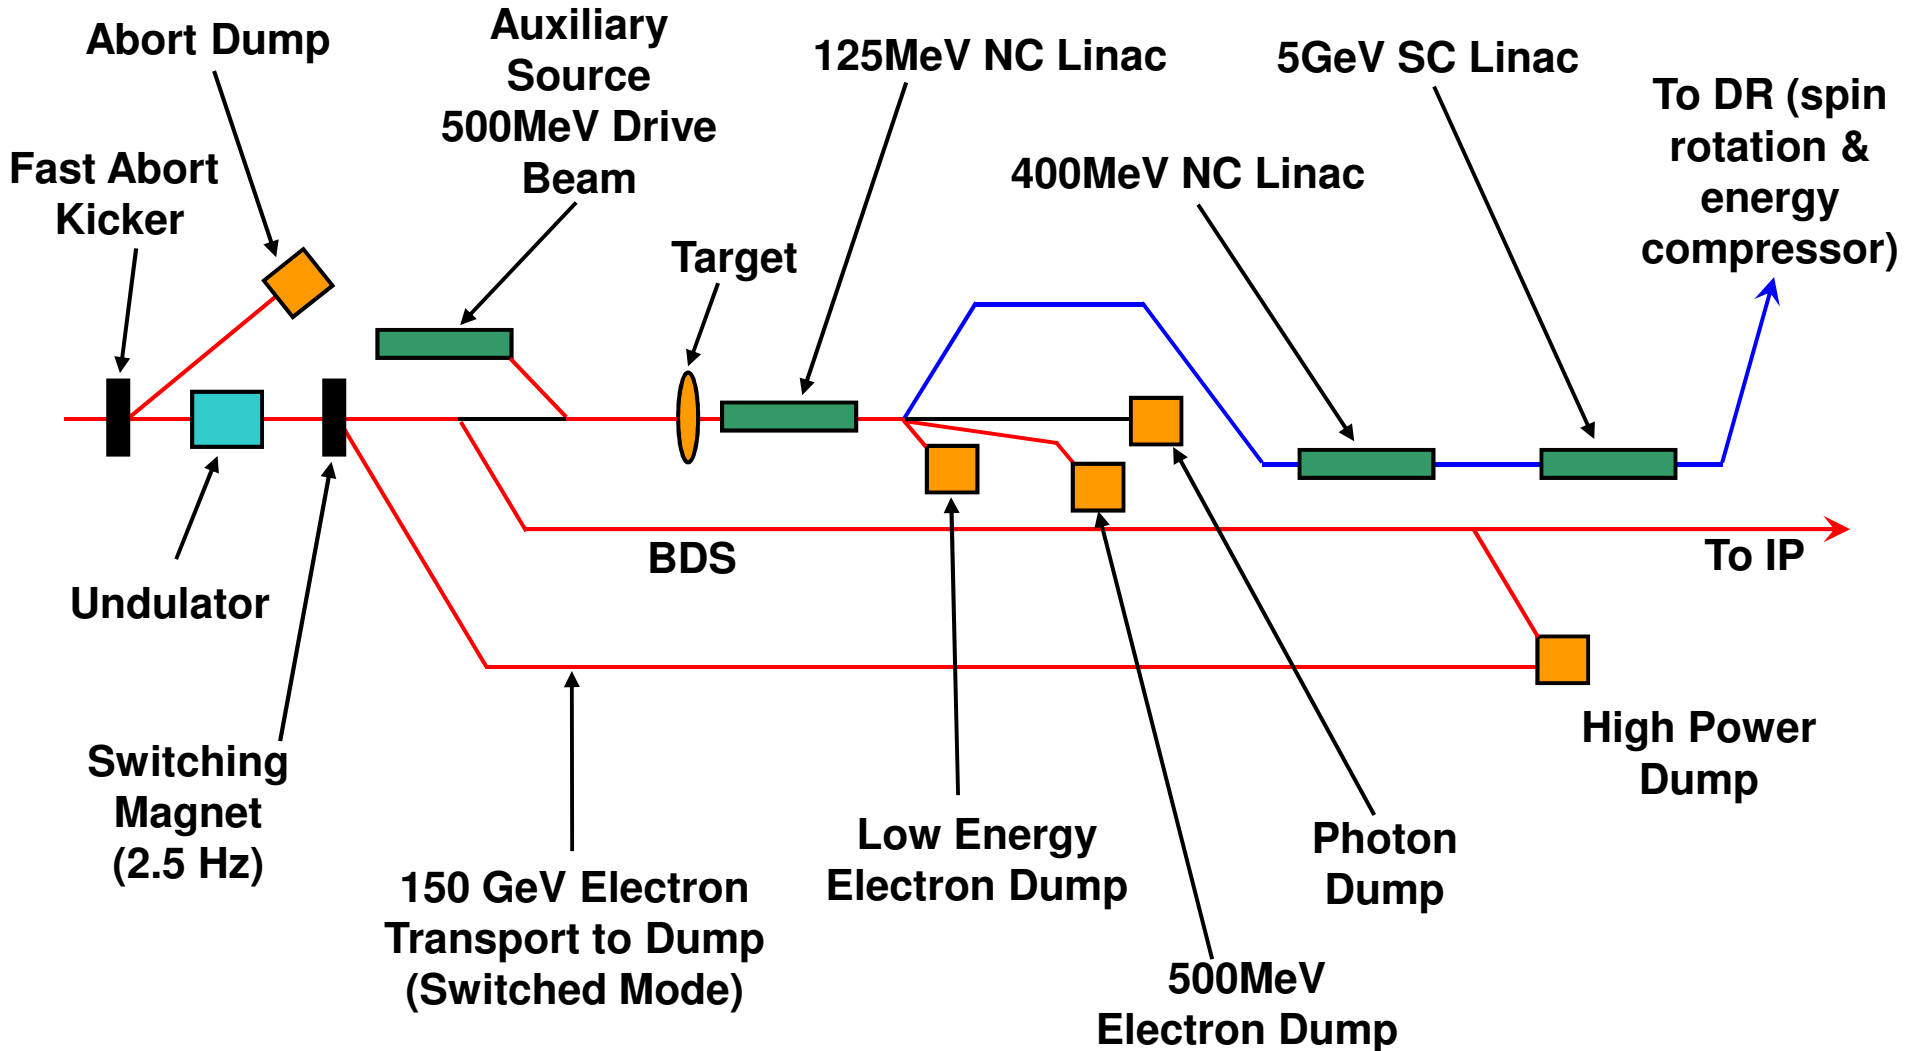 Abort Dump
Auxiliary
Source
500MeV Drive
Beam
125MeV NC Linac
5GeV SC Linac
To DR (spin
rotation &
energy
compressor)
Fast Abort
Kicker
400MeV NC Linac
Target
BDS
To IP
Undulator
Switching
Magnet
(2.5 Hz)
150 GeV Electron
Transport to Dump
(Switched Mode)
Low Energy
Electron Dump
500MeV
Electron Dump
Photon
Dump
High Power
Dump